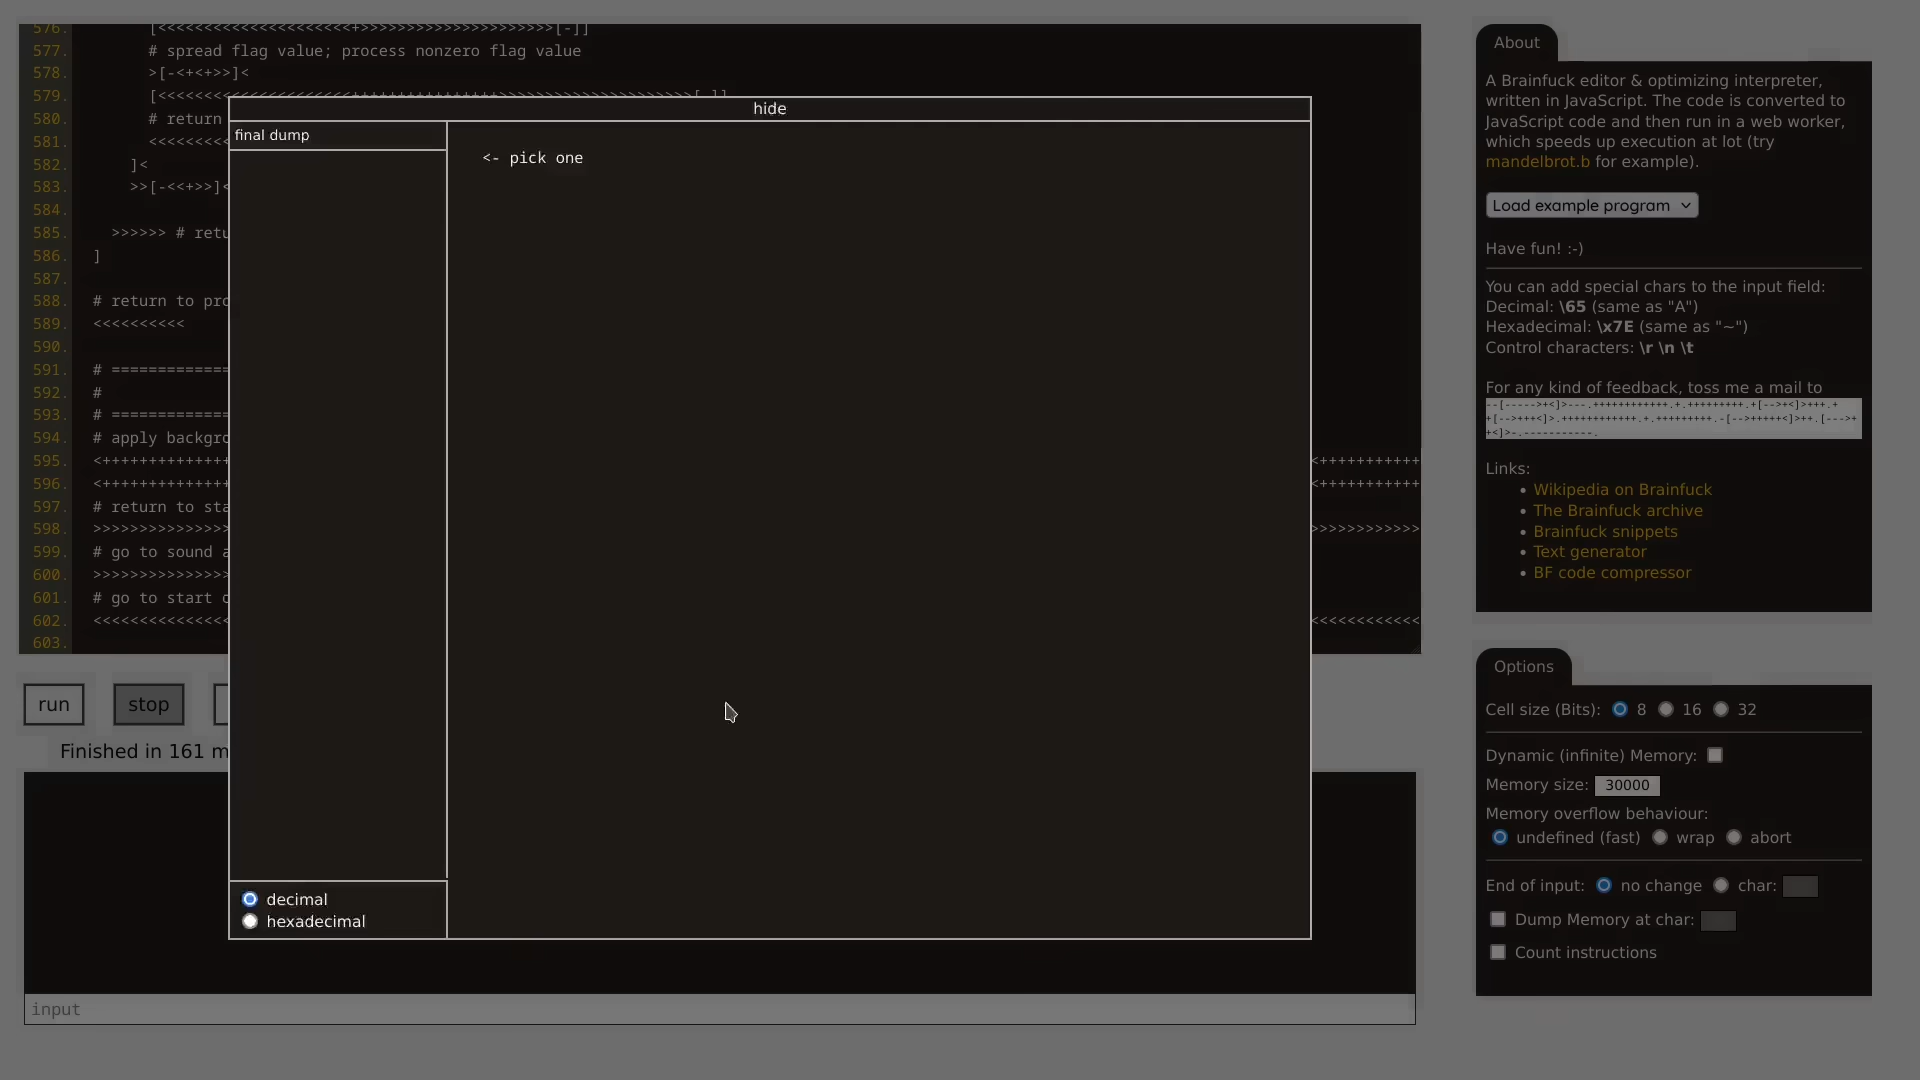 576. [<<<<<<<<<<<<<<<<<<<<<+>>>>>>>>>>>>>>>>>>>>>[-]]
577. # spread flag value; process nonzero flag value
578. >[-<+<+>>]<
579.
580. # return
581. <<<<<<<<<
582. ]<
583. >>[-<<+>>]<
584.
585. >>>>>> # retu
586. ]
587.
588. # return to pro
589. <<<<<<<<<<
590.
591. # =============
592. #
593. # =============
594. # apply backgro
595. <++++++++++++++ <+++++++++++
596. <++++++++++++++ <+++++++++++
597. # return to sta
598. >>>>>>>>>>>>>>> >>>>>>>>>>>>
599. # go to sound a
600. >>>>>>>>>>>>>>>
601. # go to start o
602. <<<<<<<<<<<<<<< <<<<<<<<<<<<
603.
hide
final dump
<- pick one
decimal
hexadecimal
run
stop
Finished in 161 m
input
About
A Brainfuck editor & optimizing interpreter,
written in JavaScript. The code is converted to
JavaScript code and then run in a web worker,
which speeds up execution at lot (try
mandelbrot.b for example).
Load example program
Have fun! :-)
You can add special chars to the input field:
Decimal: \65 (same as "A")
Hexadecimal: \x7E (same as "~")
Control characters: \r \n \t
For any kind of feedback, toss me a mail to
Links:
• Wikipedia on Brainfuck
• The Brainfuck archive
• Brainfuck snippets
• Text generator
• BF code compressor
Options
Cell size (Bits): 8 16 32
Dynamic (infinite) Memory:
Memory size: 30000
Memory overflow behaviour:
undefined (fast) wrap abort
End of input: no change char:
Dump Memory at char:
Count instructions